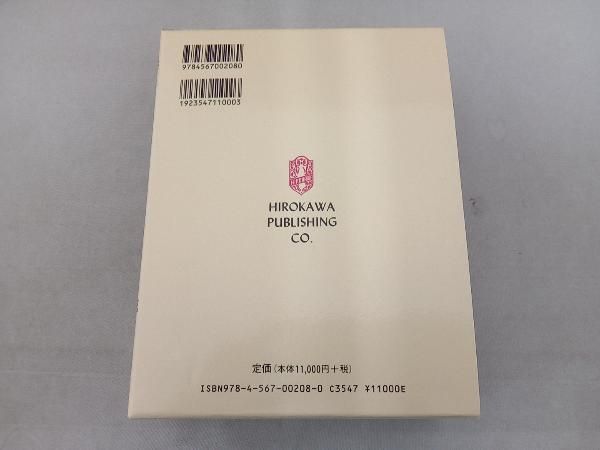 9784567002080
1923547110003
HIROKAWA
PUBLISHING
CO.
定価(本体11,000円+税)
ISBN978-4-567-00208-0 C3547 ¥11000E